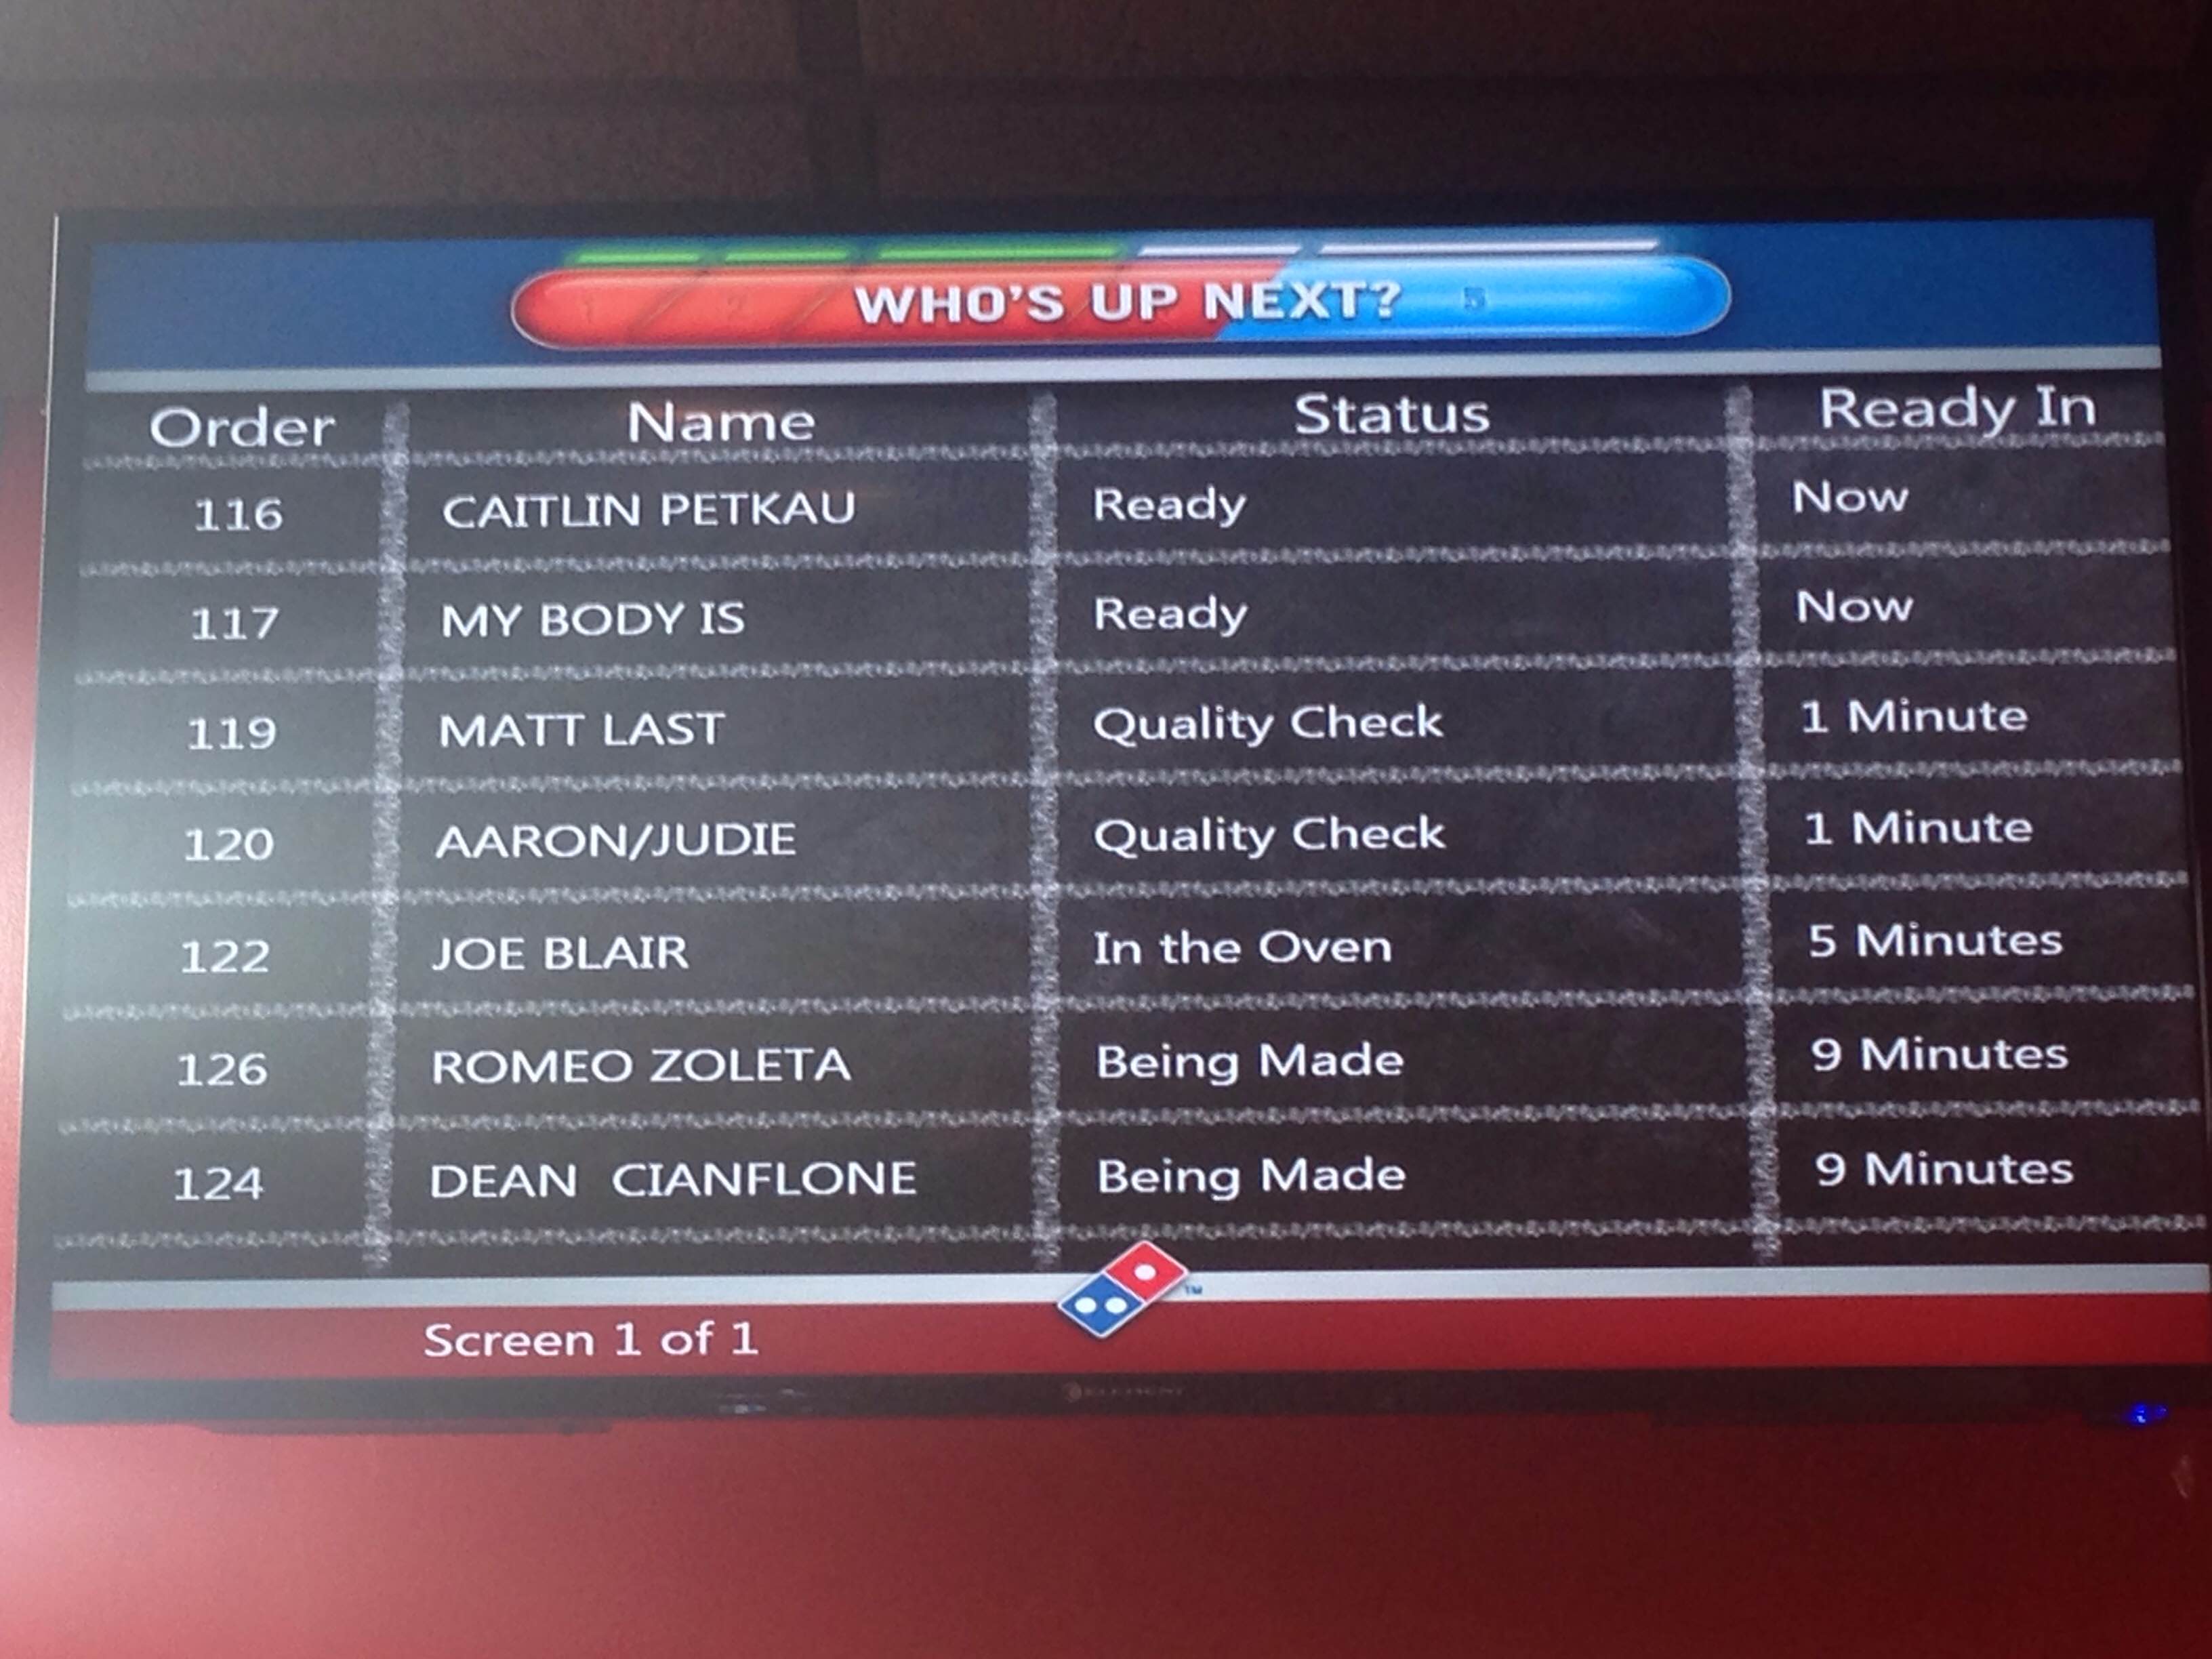 WHO'S UP NEXT? 5
Order Name Status Ready In
116 CAITLIN PETKAU Ready Now
117 MY BODY IS Ready Now
119 MATT LAST Quality Check 1 Minute
120 AARON/JUDIE Quality Check 1 Minute
122 JOE BLAIR In the Oven 5 Minutes
126 ROMEO ZOLETA Being Made 9 Minutes
124 DEAN  CIANFLONE Being Made 9 Minutes
TM
Screen 1 of 1